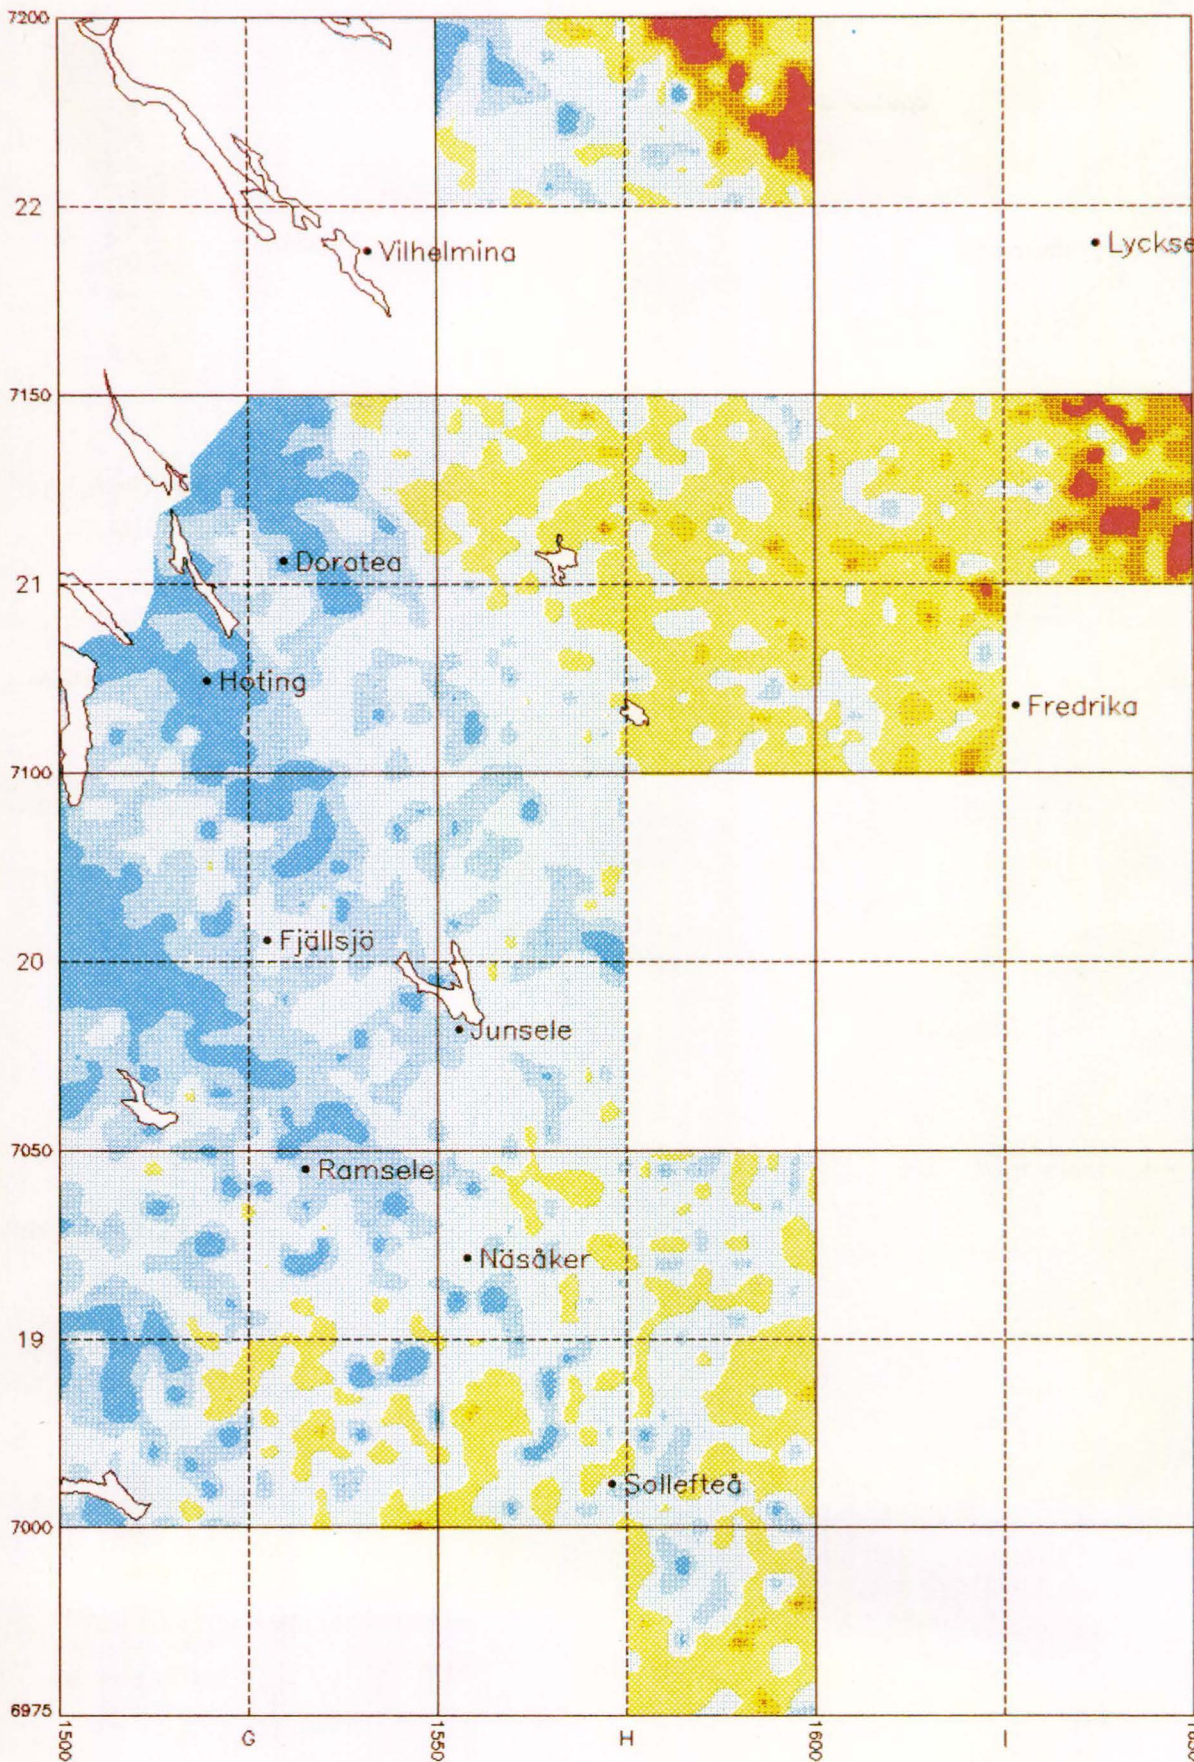 7200
22
Vilhelmina
Lyckse
7150
Dorotea
21
Hoting
Fredrika
7100
Fjällsjö
20
Junsele
7050
Ramsele
Näsåker
19
Sollefteå
7000
6975
1500
G
1550
H
1600
I